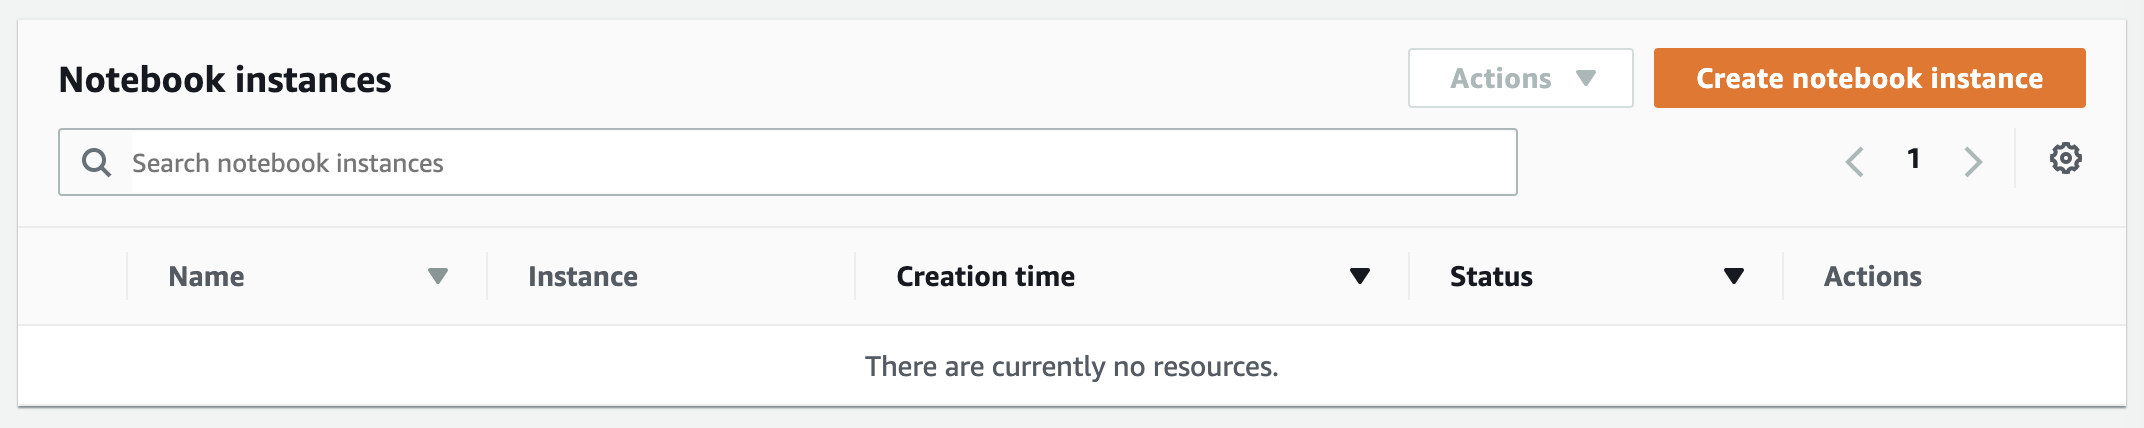 Notebook instances
Actions
Create notebook instance
Search notebook instances
1
Name
Instance
Creation time
Status
Actions
There are currently no resources.